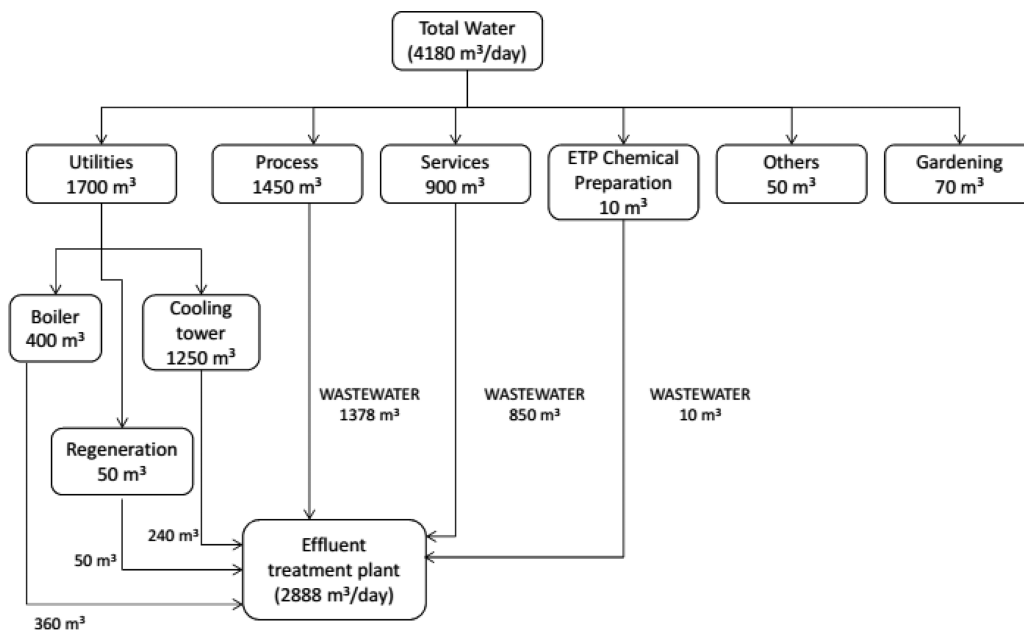 Total Water
(4180 m³/day)
Utilities
1700 m³
Process
1450 m³
Services
900 m³
ETP Chemical
Preparation
10 m³
Others
50 m³
Gardening
70 m³
Boiler
400 m³
Cooling
tower
1250 m³
WASTEWATER
1378 m³
WASTEWATER
850 m³
WASTEWATER
10 m³
Regeneration
50 m³
240 m³
50 m³
360 m³
Effluent
treatment plant
(2888 m³/day)